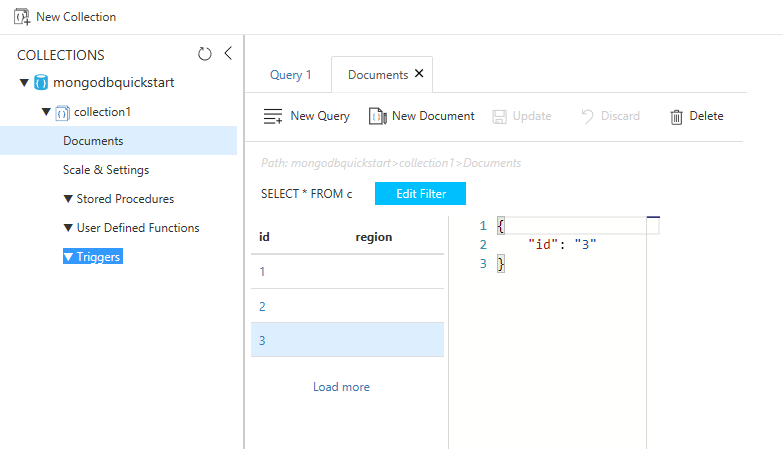 New Collection
COLLECTIONS
mongodbquickstart
collection1
Documents
Scale & Settings
Stored Procedures
User Defined Functions
Triggers
Query 1
Documents
New Query
New Document
Update
Discard
Delete
Path: mongodbquickstart>collection1>Documents
SELECT * FROM c
Edit Filter
id region
1
2
3
Load more
1 {
2 "id": "3"
3 }